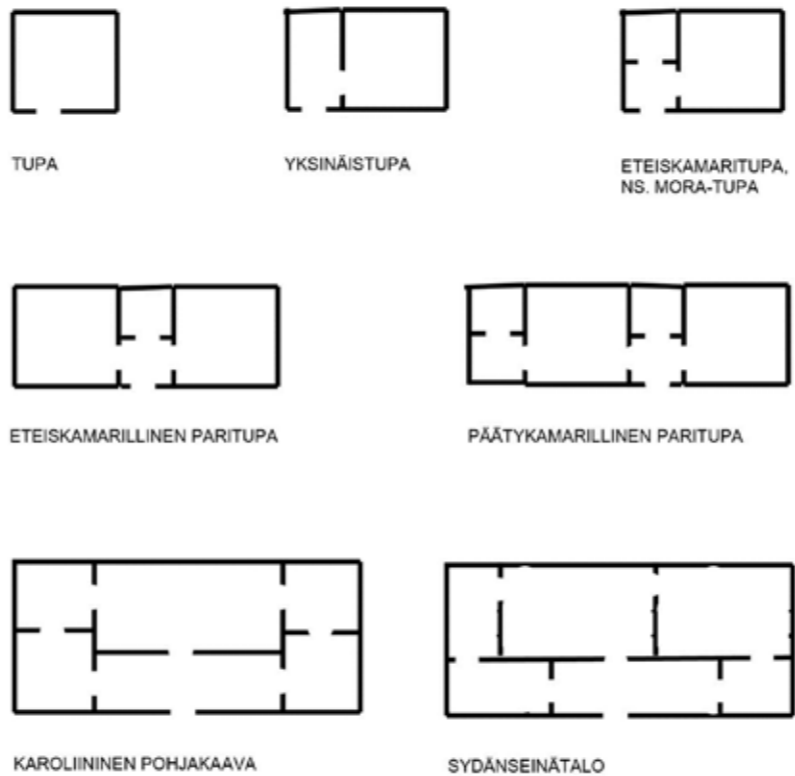 TUPA
YKSINÄISTUPA
ETEISKAMARITUPA,
NS. MORA-TUPA
ETEISKAMARILLINEN PARITUPA
PÄÄTYKAMARILLINEN PARITUPA
KAROLIININEN POHJAKAAVA
SYDÄNSEINÄTALO